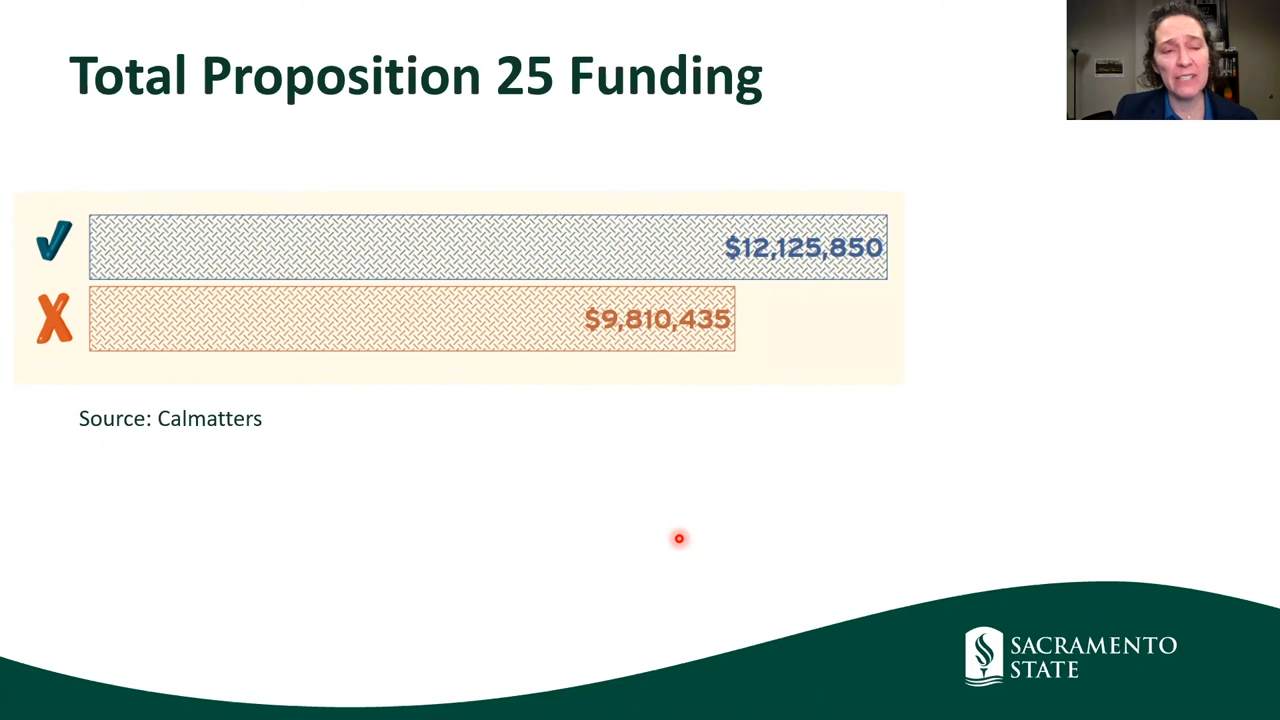 Total Proposition 25 Funding
$12,125,850
$9,810,435
Source: Calmatters
SACRAMENTO
STATE